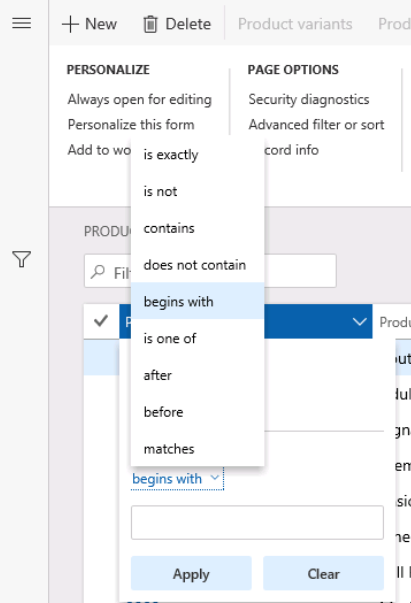 New Delete Product variants
PERSONALIZE PAGE OPTIONS
Always open for editing Security diagnostics
Personalize this form Advanced filter or sort
Add to
is exactly
is not
contains
does not contain
begins with
is one of
after
before
matches
begins with
Apply Clear